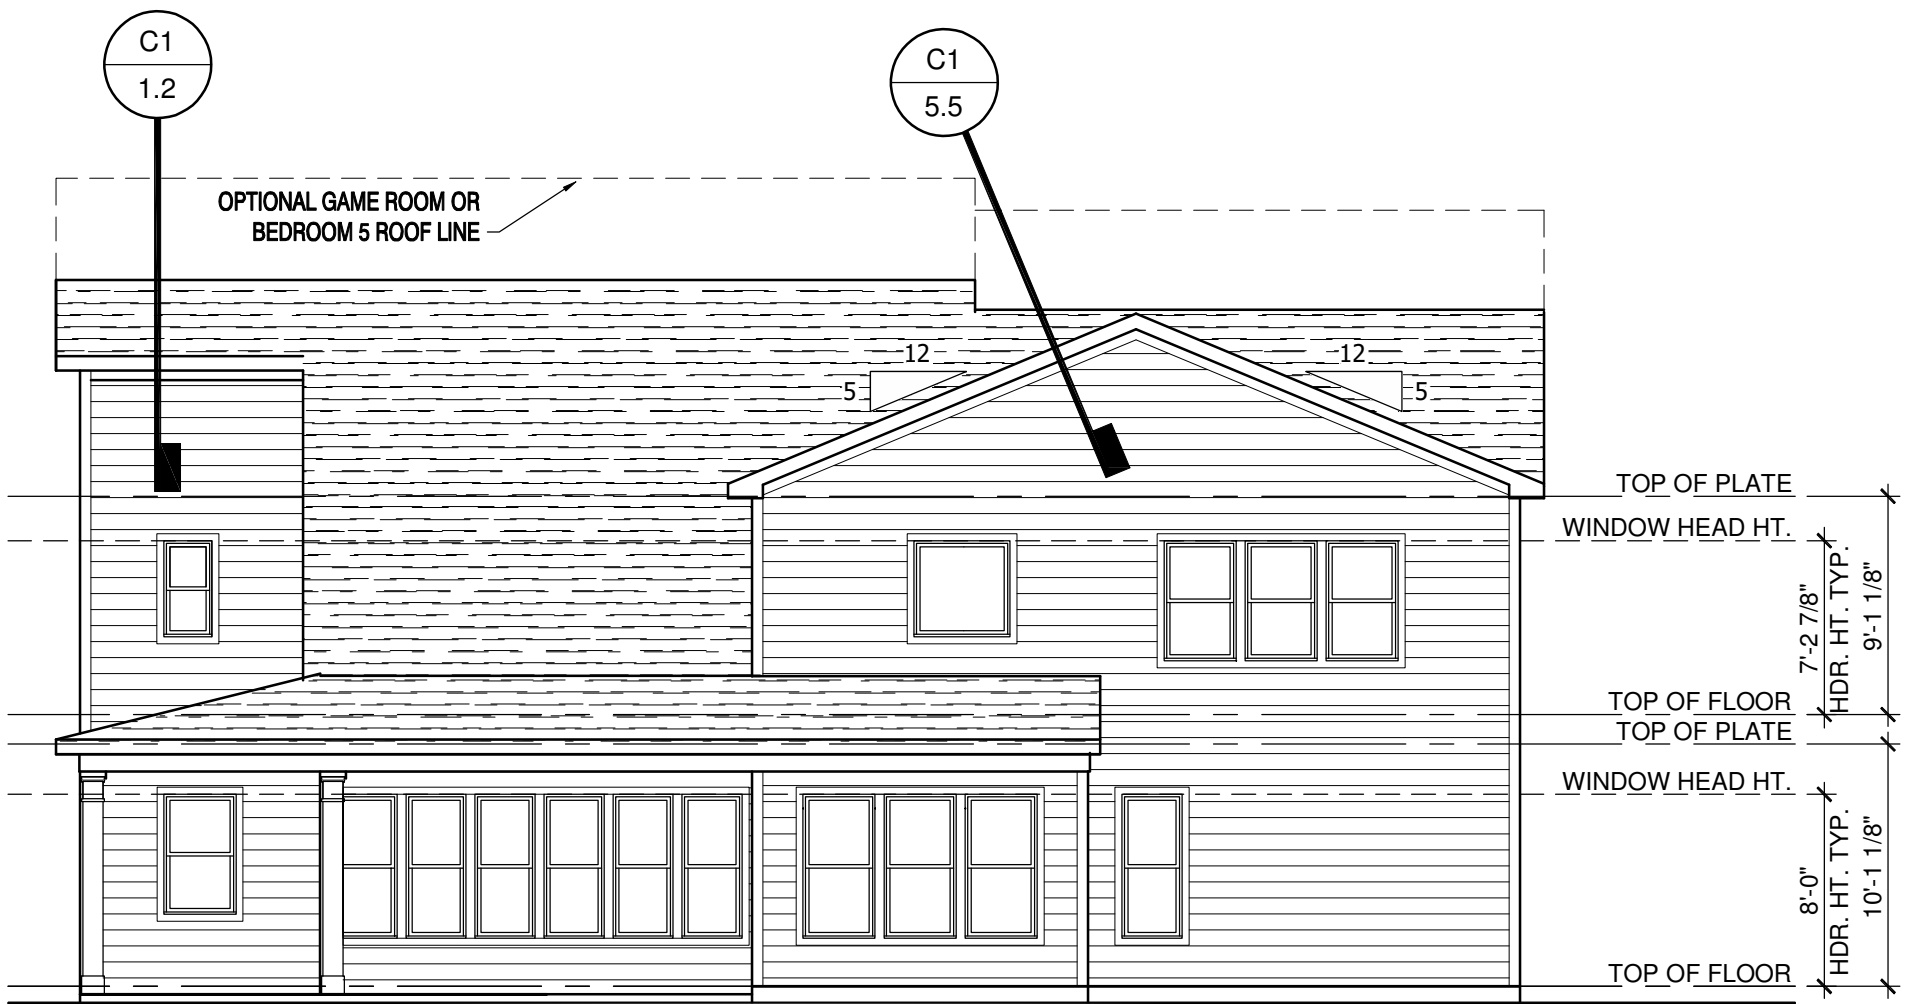 C1
1.2
C1
5.5
OPTIONAL GAME ROOM OR
BEDROOM 5 ROOF LINE
12
5
12
5
TOP OF PLATE
WINDOW HEAD HT.
7'-2 7/8"
HDR. HT. TYP.
9'-1 1/8"
TOP OF FLOOR
TOP OF PLATE
WINDOW HEAD HT.
8'-0"
HDR. HT. TYP.
10'-1 1/8"
TOP OF FLOOR